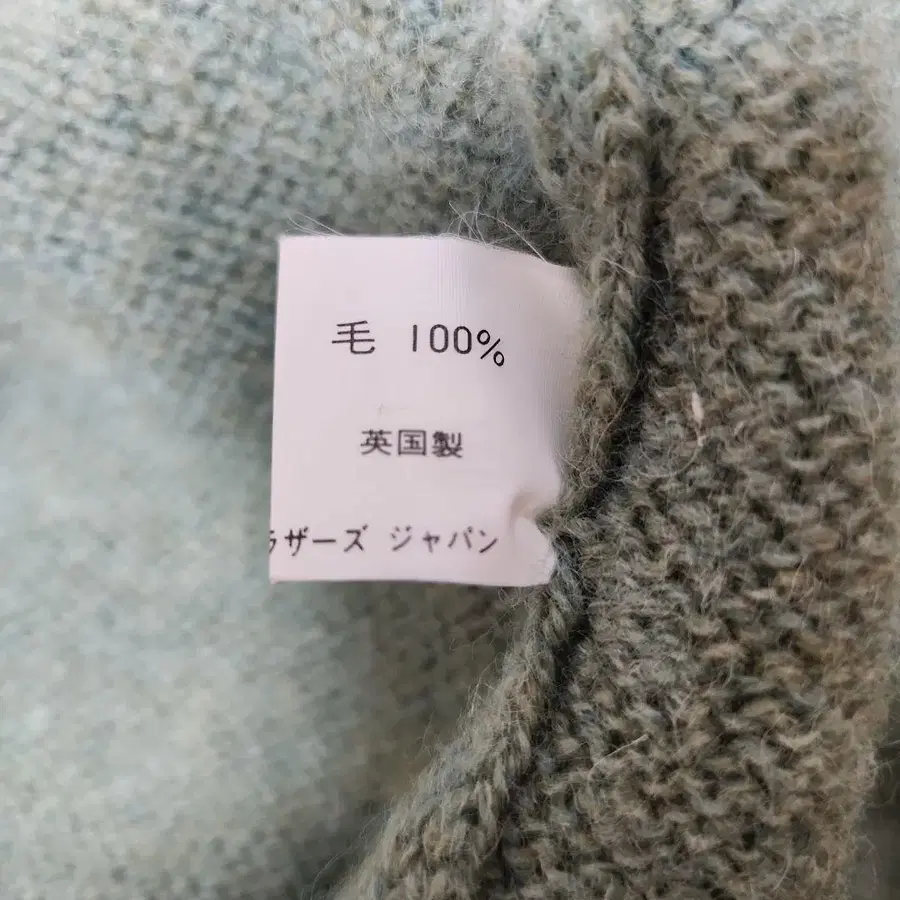 毛 100%
英国製
ラザーズ ジャパン